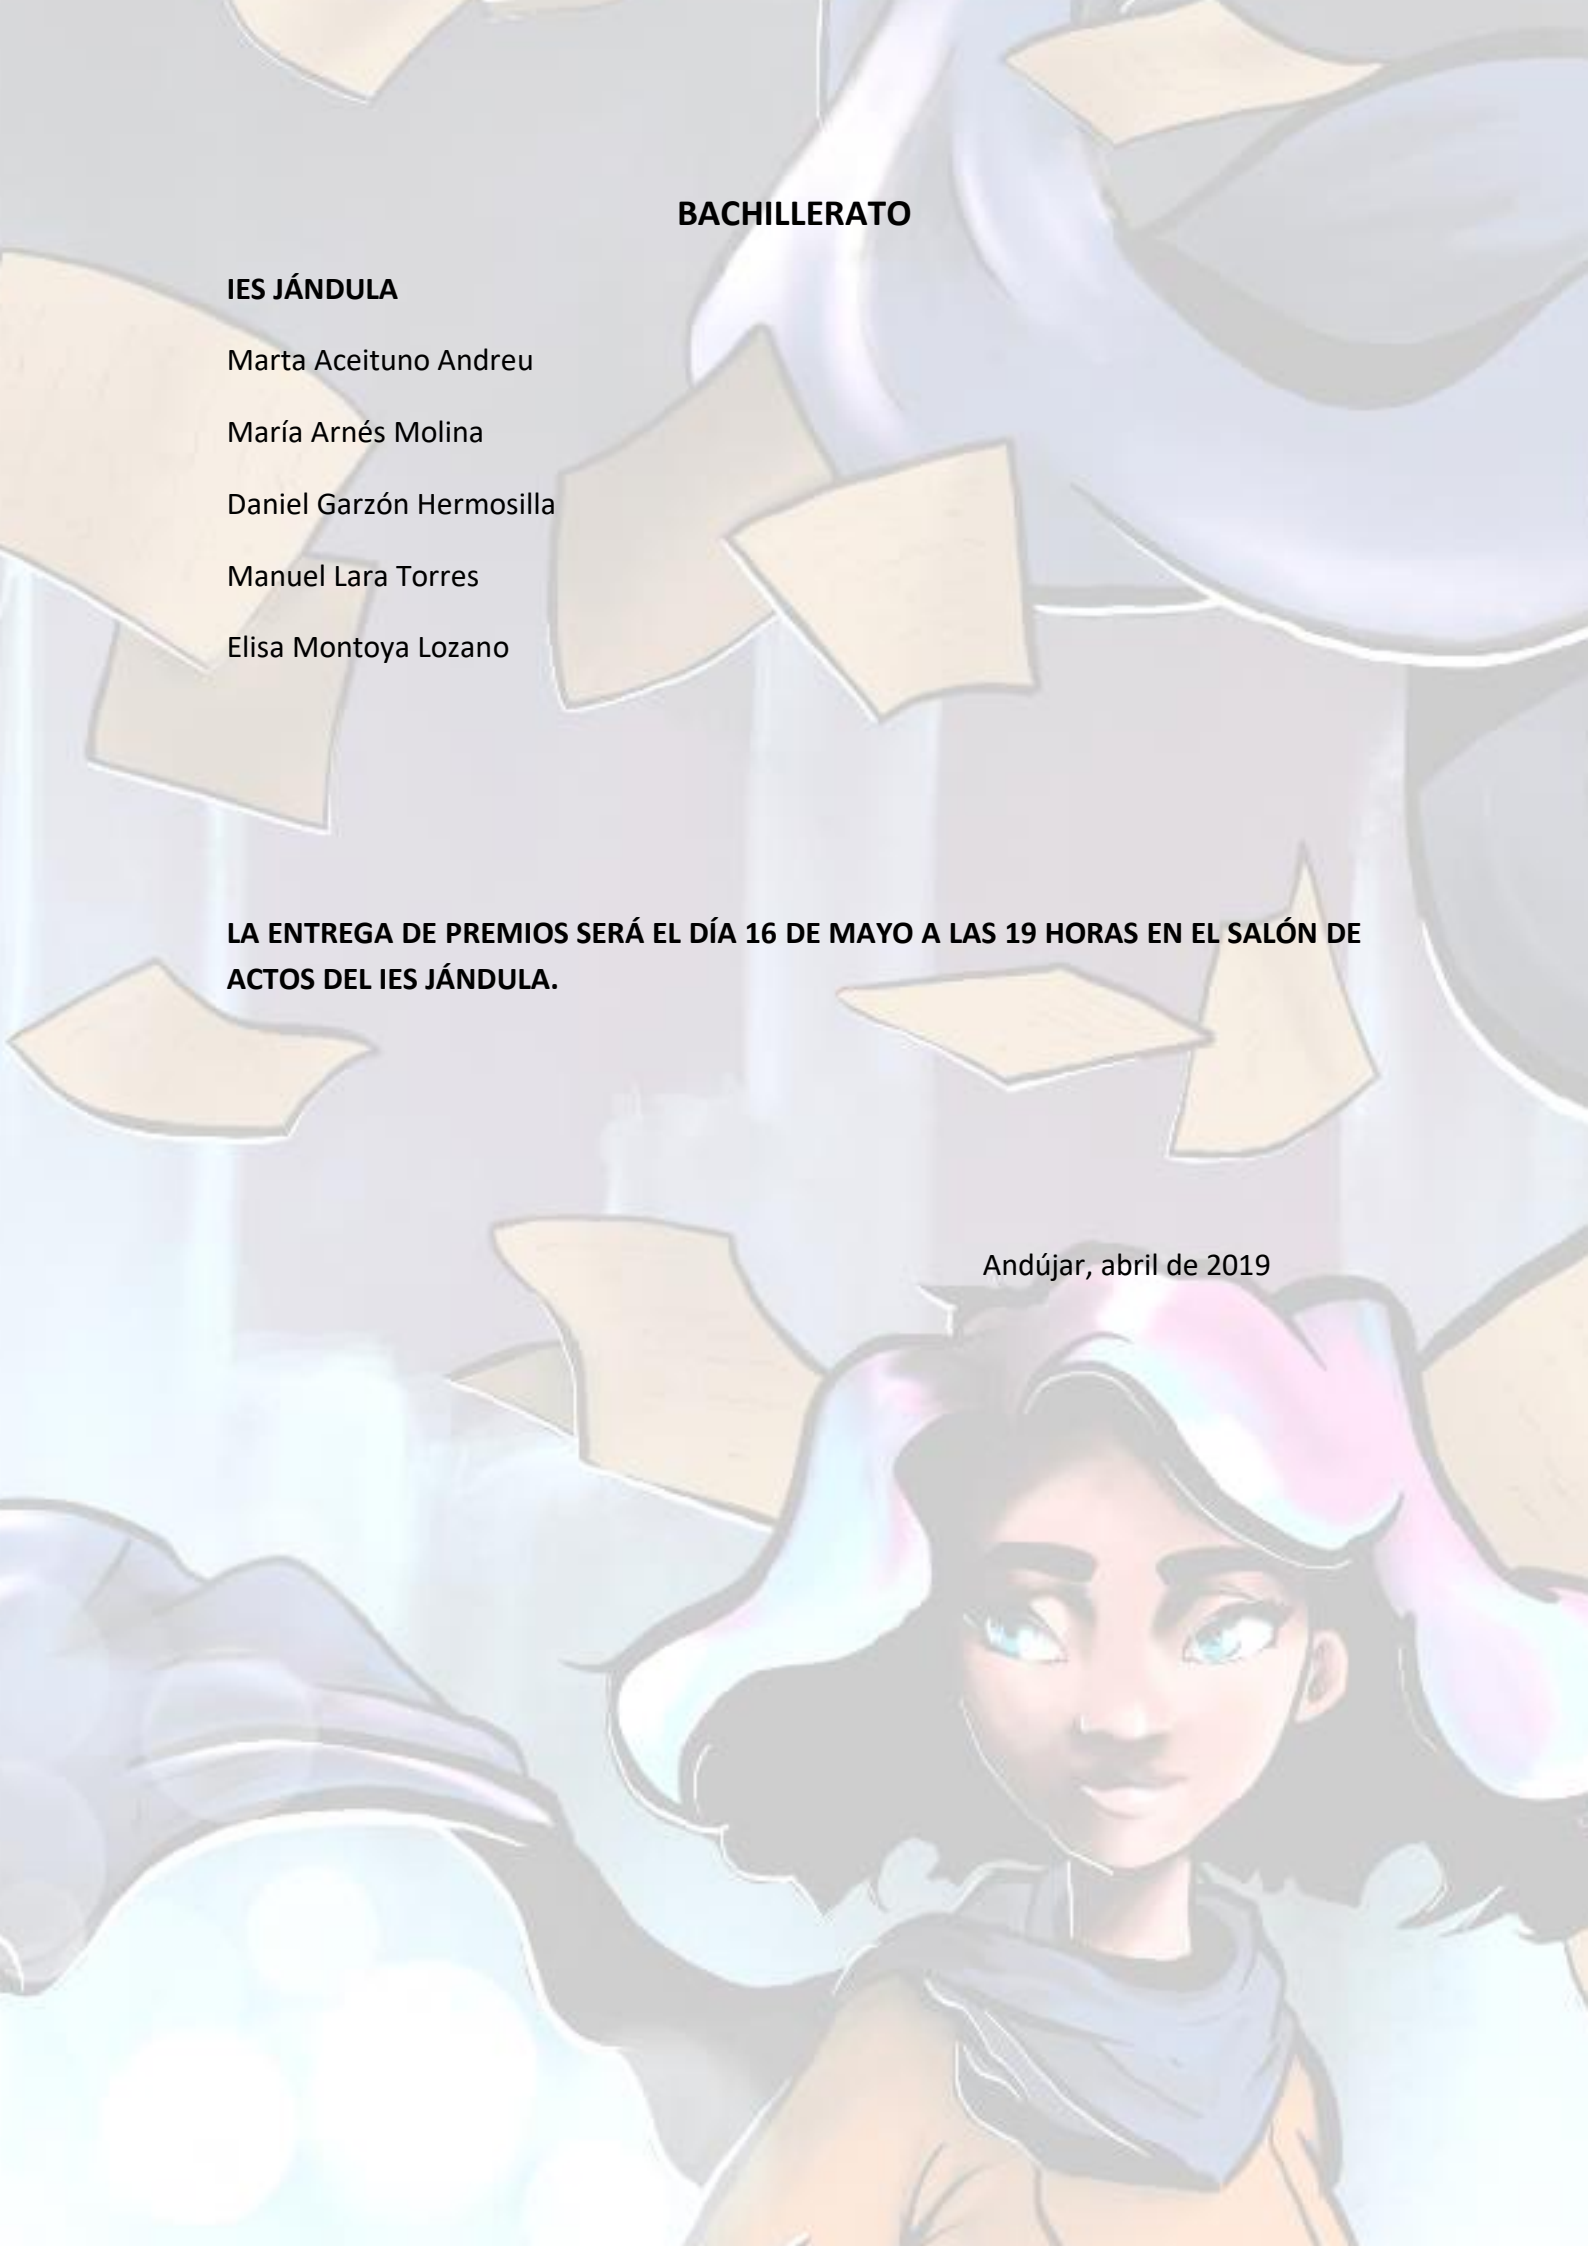 BACHILLERATO
IES JÁNDULA
Marta Aceituno Andreu
María Arnés Molina
Daniel Garzón Hermosilla
Manuel Lara Torres
Elisa Montoya Lozano
LA ENTREGA DE PREMIOS SERÁ EL DÍA 16 DE MAYO A LAS 19 HORAS EN EL SALÓN DE
ACTOS DEL IES JÁNDULA.
Andújar, abril de 2019